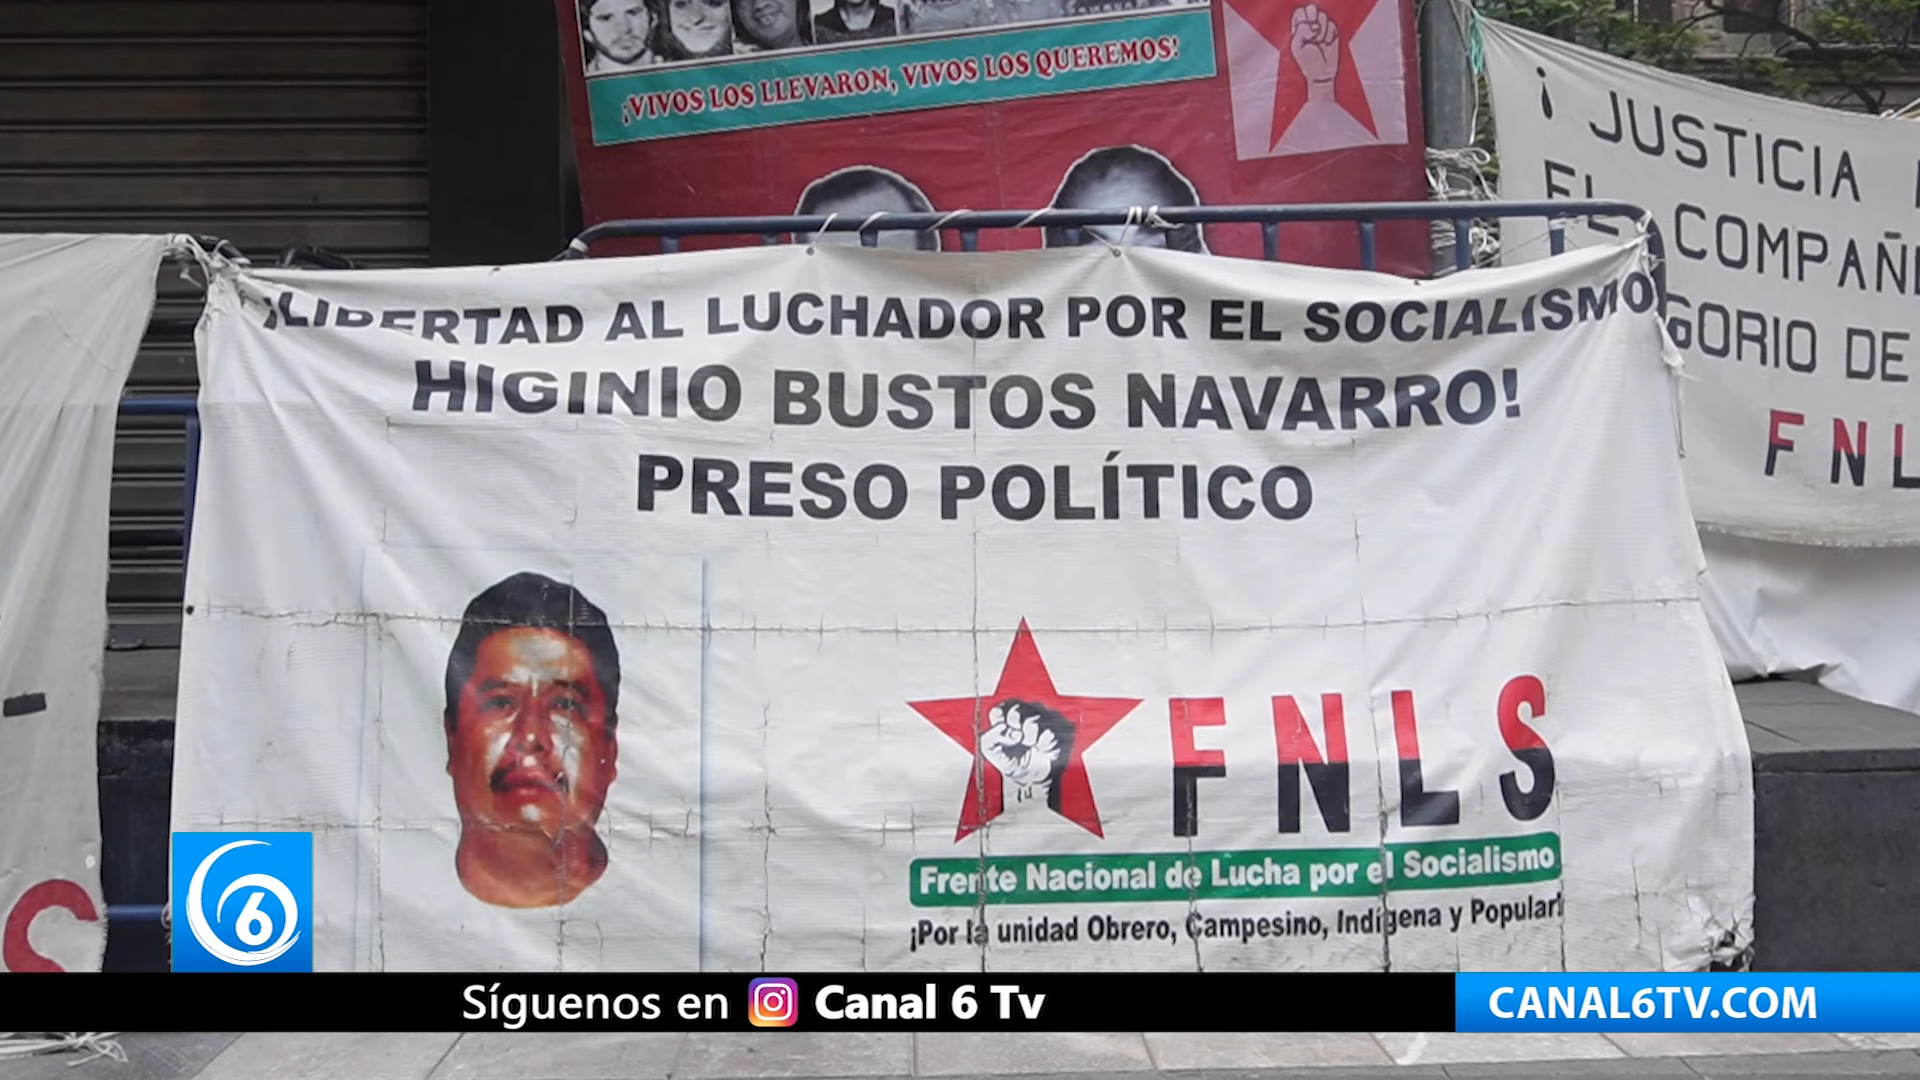 ¡VIVOS LOS LLEVARON, VIVOS LOS QUEREMOS!
¡JUSTICIA
EL COMPAÑ
GORIO DE
FNL
¡LIBERTAD AL LUCHADOR POR EL SOCIALISMO
HIGINIO BUSTOS NAVARRO!
PRESO POLÍTICO
FNLS
Frente Nacional de Lucha por el Socialismo
¡Por la unidad Obrero, Campesino, Indígena y Popular!
S
6
Síguenos en Canal 6 Tv
CANAL6TV.COM